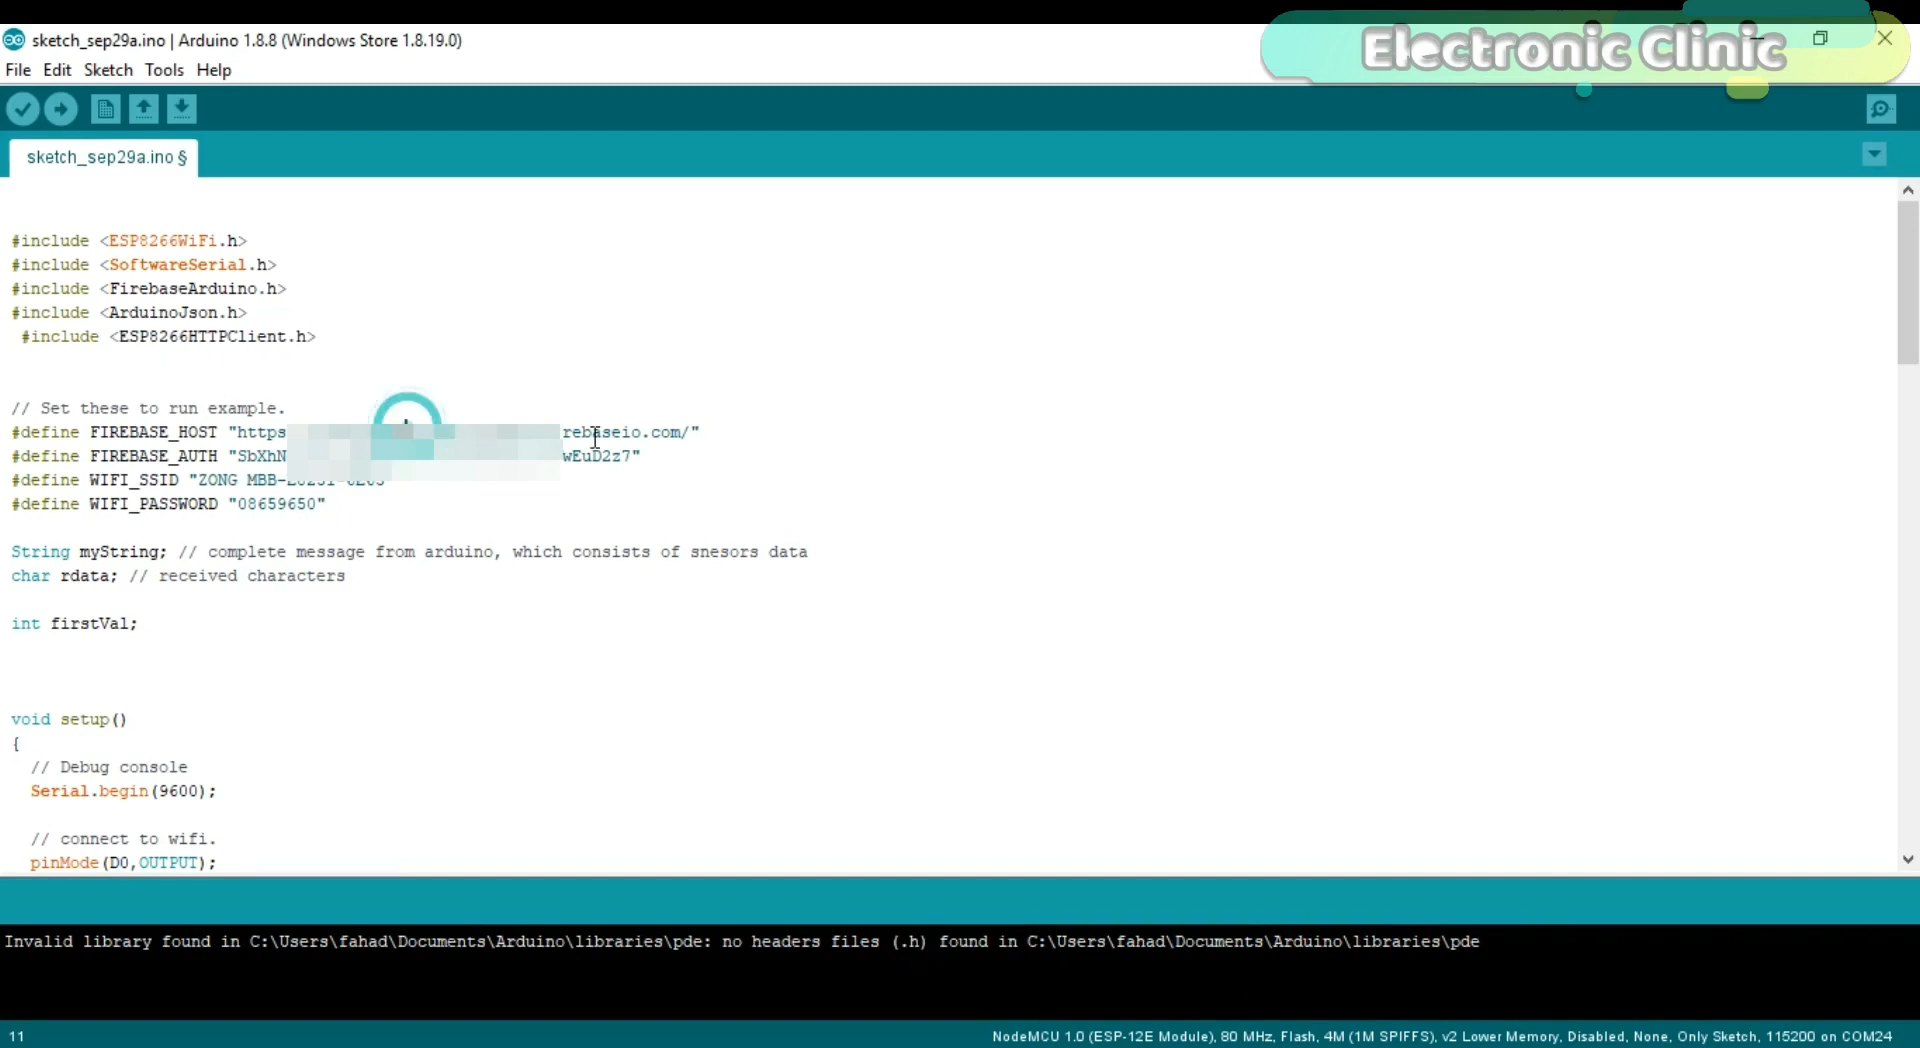 Electronic Clinic
sketch_sep29a.ino | Arduino 1.8.8 (Windows Store 1.8.19.0)
File Edit Sketch Tools Help
sketch_sep29a.ino §
#include <ESP8266WiFi.h>
#include <SoftwareSerial.h>
#include <FirebaseArduino.h>
#include <ArduinoJson.h>
#include <ESP8266HTTPClient.h>
// Set these to run example.
#define FIREBASE_HOST "https rebaseio.com/"
#define FIREBASE_AUTH "SbXhN wEuD2z7"
#define WIFI_SSID "ZONG
#define WIFI_PASSWORD "08659650"
String myString; // complete message from arduino, which consists of snesors data
char rdata; // received characters
int firstVal;
void setup()
{
// Debug console
Serial.begin(9600);
// connect to wifi.
pinMode(D0,OUTPUT);
Invalid library found in C:\Users\fahad\Documents\Arduino\libraries\pde: no headers files (.h) found in C:\Users\fahad\Documents\Arduino\libraries\pde
11
NodeMCU 1.0 (ESP-12E Module), 80 MHz, Flash, 4M (1M SPIFFS), v2 Lower Memory, Disabled, None, Only Sketch, 115200 on COM24